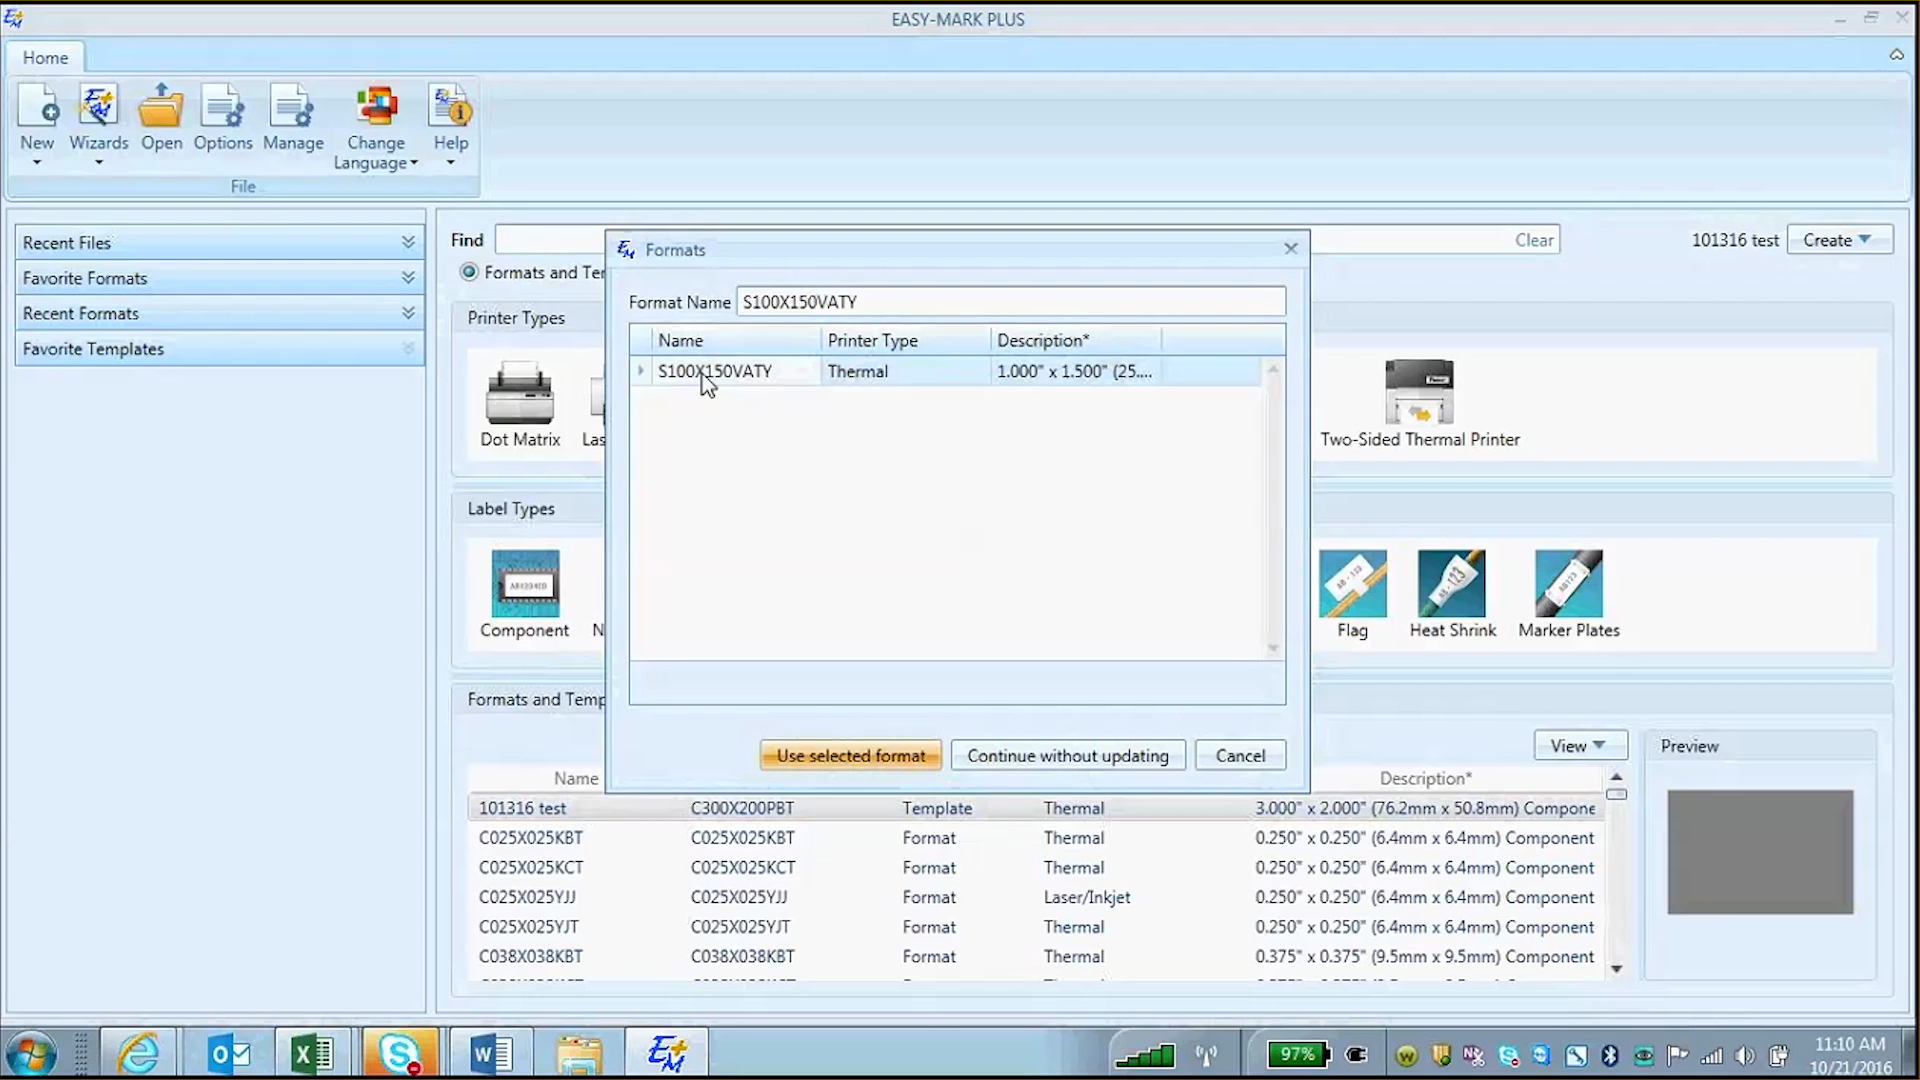 EASY-MARK PLUS
Home
New
Wizards
Open
Options
Manage
Change
Language
Help
File
Recent Files
Favorite Formats
Recent Formats
Favorite Templates
Find
Clear
101316 test
Create
Formats and Ter
Formats
Format Name S100X150VATY
Name Printer Type Description*
S100X150VATY Thermal 1.000" x 1.500" (25....
Use selected format
Continue without updating
Cancel
Printer Types
Dot Matrix
Las
Two-Sided Thermal Printer
Label Types
Component
N
Flag
Heat Shrink
Marker Plates
Formats and Temp
View
Preview
Name Description*
101316 test C300X200PBT Template Thermal 3.000" x 2.000" (76.2mm x 50.8mm) Compone
C025X025KBT C025X025KBT Format Thermal 0.250" x 0.250" (6.4mm x 6.4mm) Component
C025X025KCT C025X025KCT Format Thermal 0.250" x 0.250" (6.4mm x 6.4mm) Component
C025X025YJJ C025X025YJJ Format Laser/Inkjet 0.250" x 0.250" (6.4mm x 6.4mm) Component
C025X025YJT C025X025YJT Format Thermal 0.250" x 0.250" (6.4mm x 6.4mm) Component
C038X038KBT C038X038KBT Format Thermal 0.375" x 0.375" (9.5mm x 9.5mm) Component
97%
11:10 AM
10/21/2016